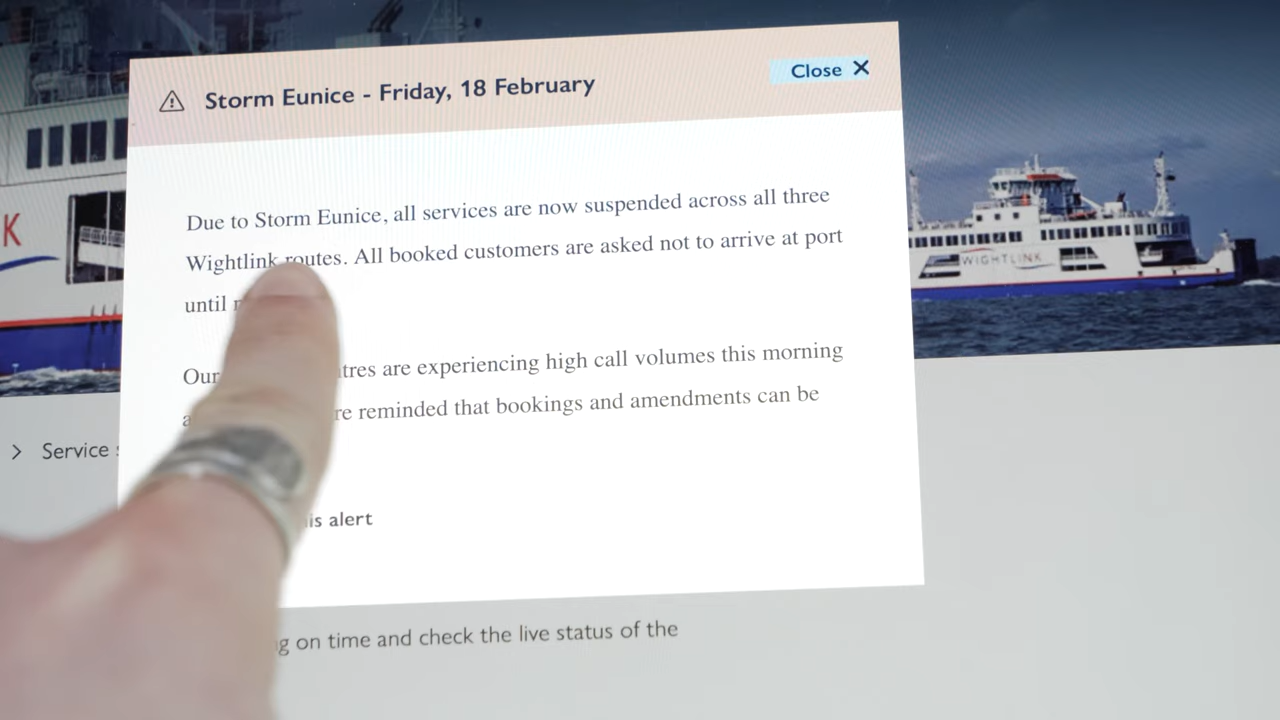 Storm Eunice - Friday, 18 February
Close X
Due to Storm Eunice, all services are now suspended across all three
Wightlink routes. All booked customers are asked not to arrive at port
until
Our are experiencing high call volumes this morning
reminded that bookings and amendments can be
alert
K
WIGHTLINK
Service
on time and check the live status of the